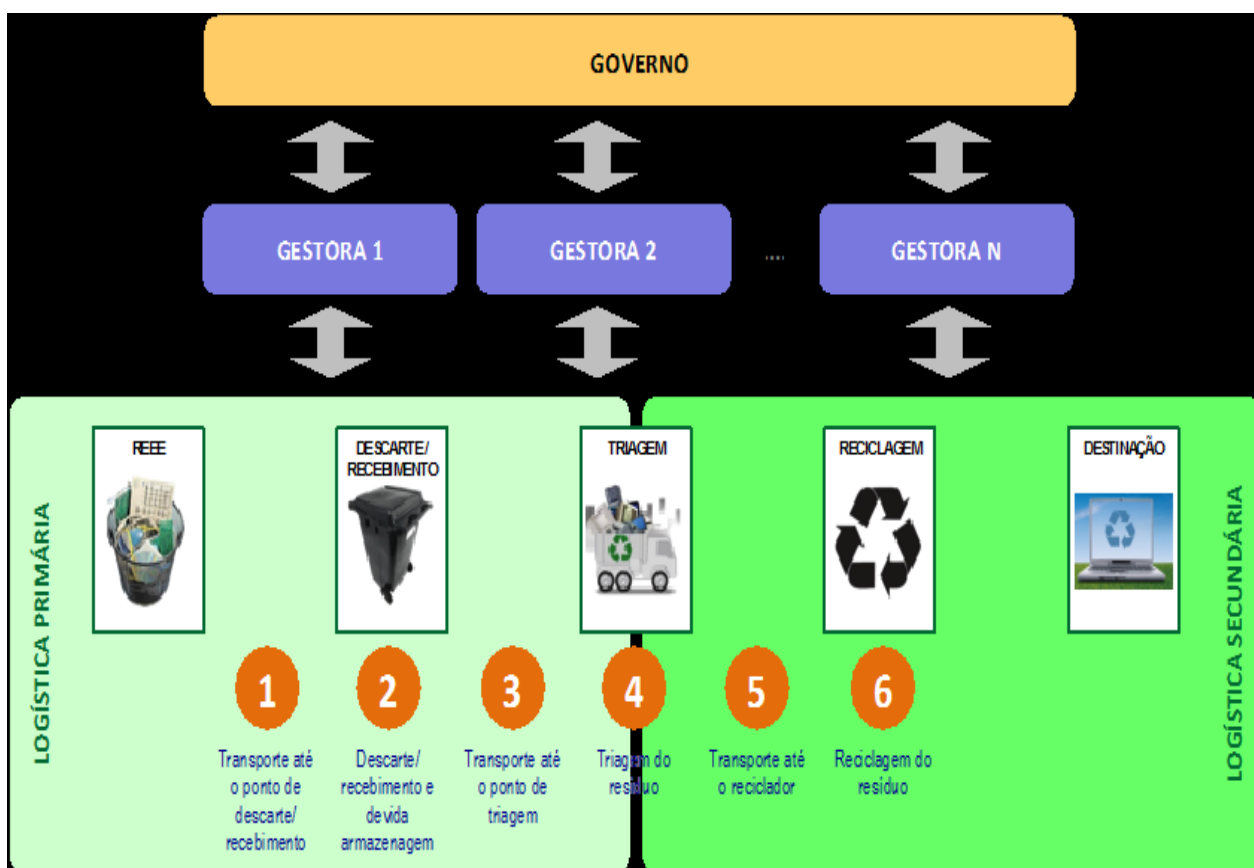 GOVERNO
GESTORA 1
GESTORA 2
....
GESTORA N
LOGÍSTICA PRIMÁRIA
REEE
DESCARTE/
RECEBIMENTO
TRIAGEM
RECICLAGEM
DESTINAÇÃO
LOGÍSTICA SECUNDÁRIA
1
Transporte até
o ponto de
descarte/
recebimento
2
Descarte/
recebimento e
devida
armazenagem
3
Transporte até
o ponto de
triagem
4
Triagem do
resíduo
5
Transporte até
o reciclador
6
Reciclagem do
resíduo